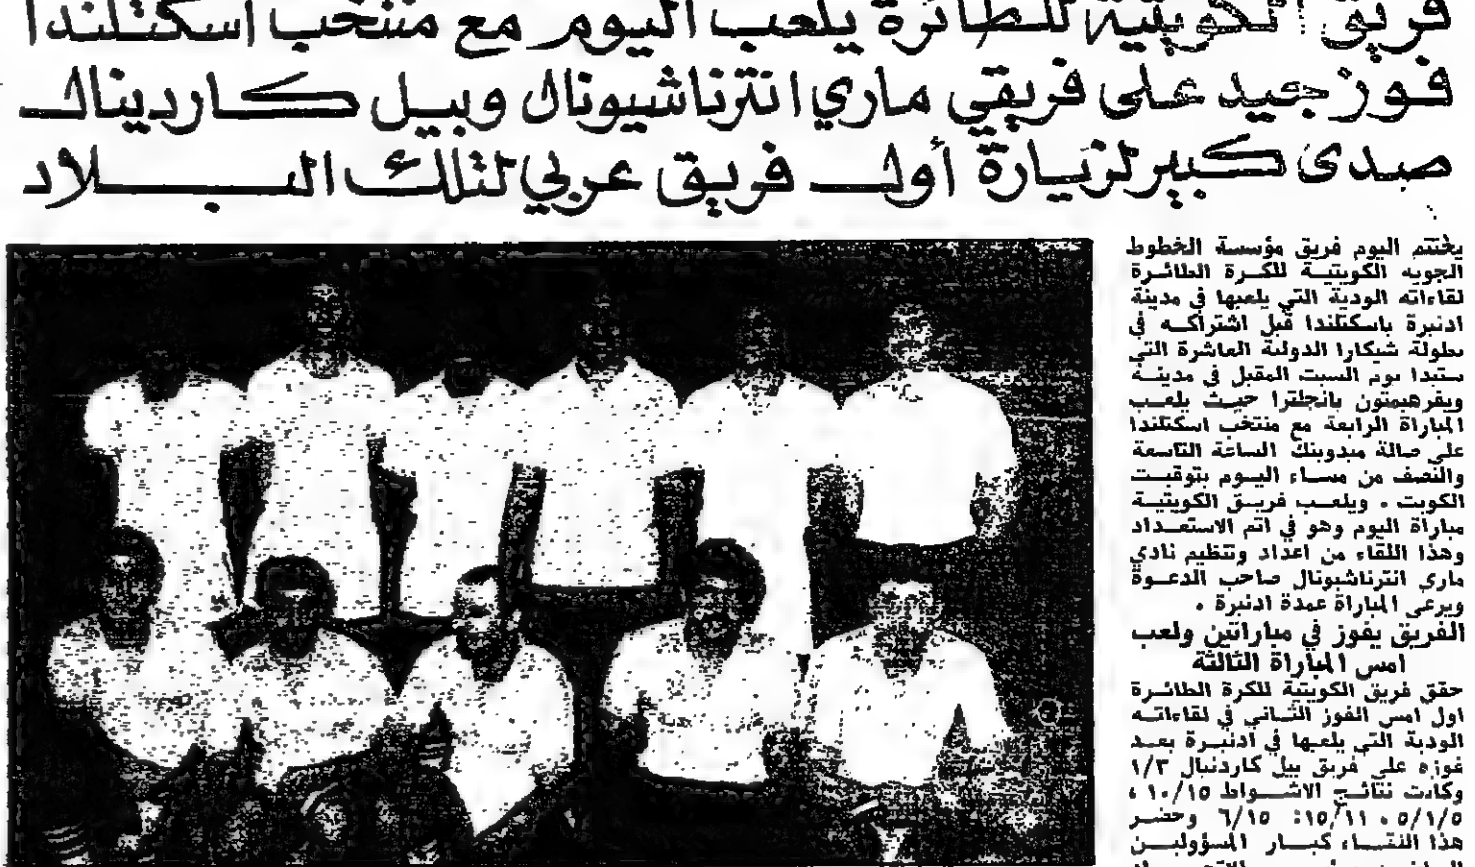 فريق الكويتية للطائرة يلعب اليوم مع منتخب اسكتلندا
فوز جيد على فريقي ماري انترناشيونال وبيل كاردينال
صدى كبير لزيارة أول فريق عربي لتلك البلاد
يختتم اليوم فريق مؤسسة الخطوط
الجويه الكويتية للكرة الطائرة
لقاءاته الودية التي يلعبها في مدينة
ادنبرة باسكتلندا قبل اشتراكه في
بطولة شيكارا الدولية العاشرة التي
ستبدا يوم السبت المقبل في مدينة
ويفرهيمتون بانجلترا حيث يلعب
المباراة الرابعة مع منتخب اسكتلندا
على صالة ميدوبنك الساعة التاسعة
والنصف من مساء اليوم بتوقيت
الكويت . ويلعب فريق الكويتية
مباراة اليوم وهو في اتم الاستعداد
وهذا اللقاء من اعداد وتنظيم نادي
ماري انترناشيونال صاحب الدعوة
ويرعى المباراة عمدة ادنبرة .
الفريق يفوز في مباراتين ولعب
امس المباراة الثالثة
حقق فريق الكويتية للكرة الطائرة
اول امس الفوز الثاني في لقاءاته
الودية التي يلعبها في ادنبرة بعد
فوزه على فريق بيل كاردنيال ١/٣
وكانت نتائج الاشواط ١٠/١٥ ،
٥/١/٥ ، ١٥/١١ : ٦/١٥ وحضر
هذا اللقاء كبار المسؤولين